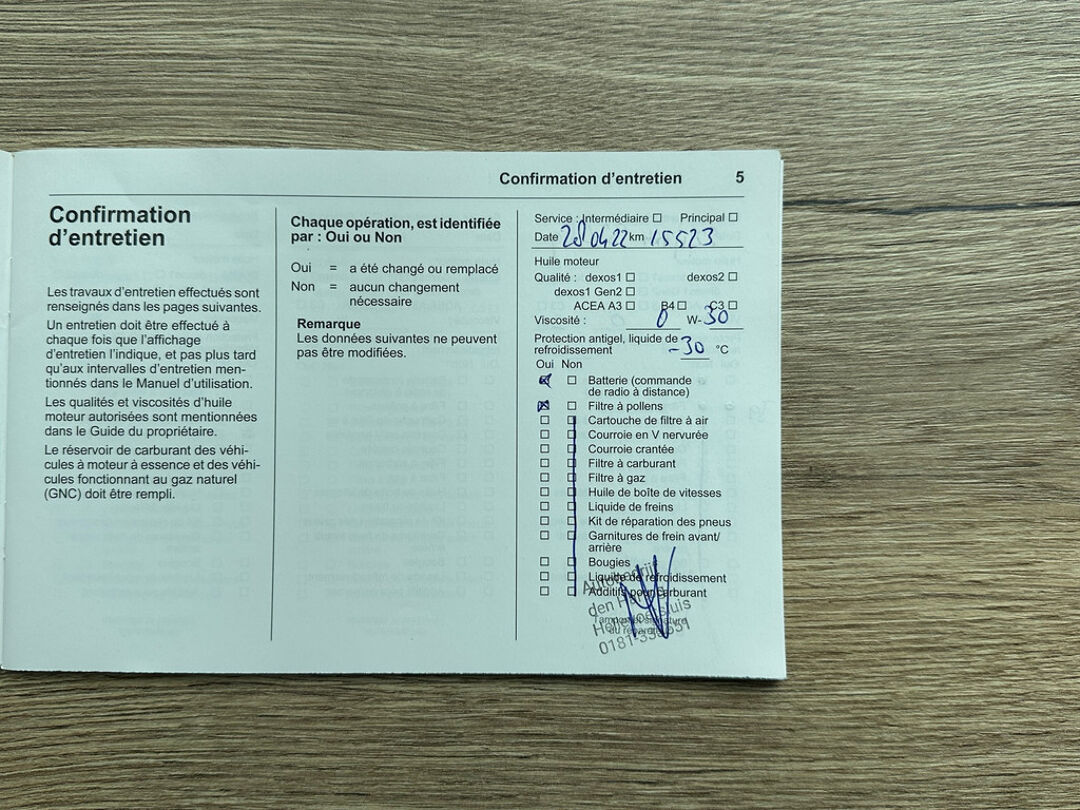 Confirmation d'entretien 5
Confirmation
d'entretien
Les travaux d'entretien effectués sont
renseignés dans les pages suivantes.
Un entretien doit être effectué à
chaque fois que l'affichage
d'entretien l'indique, et pas plus tard
qu'aux intervalles d'entretien men-
tionnés dans le Manuel d'utilisation.
Les qualités et viscosités d'huile
moteur autorisées sont mentionnées
dans le Guide du propriétaire.
Le réservoir de carburant des véhi-
cules à moteur à essence et des véhi-
cules fonctionnant au gaz naturel
(GNC) doit être rempli.
Chaque opération, est identifiée
par : Oui ou Non
Oui = a été changé ou remplacé
Non = aucun changement
nécessaire
Remarque
Les données suivantes ne peuvent
pas être modifiées.
Service : Intermédiaire ☐ Principal ☐
Date 28 04 22 km 15523
Huile moteur
Qualité : dexos1 ☐ dexos2 ☐
dexos1 Gen2 ☐
ACEA A3 ☐ B4 ☐ C3 ☐
Viscosité : 0 W- 30
Protection antigel, liquide de
refroidissement -30 °C
Oui Non
☒ ☐ Batterie (commande
de radio à distance)
☒ ☐ Filtre à pollens
☐ ☐ Cartouche de filtre à air
☐ ☐ Courroie en V nervurée
☐ ☐ Courroie crantée
☐ ☐ Filtre à carburant
☐ ☐ Filtre à gaz
☐ ☐ Huile de boîte de vitesses
☐ ☐ Liquide de freins
☐ ☐ Kit de réparation des pneus
☐ ☐ Garnitures de frein avant/
arrière
☐ ☐ Bougies
☐ ☐ Liquide de refroidissement
☐ ☐ Additifs pour carburant
Autobedrijf
den
Hellevoetsluis
0181-